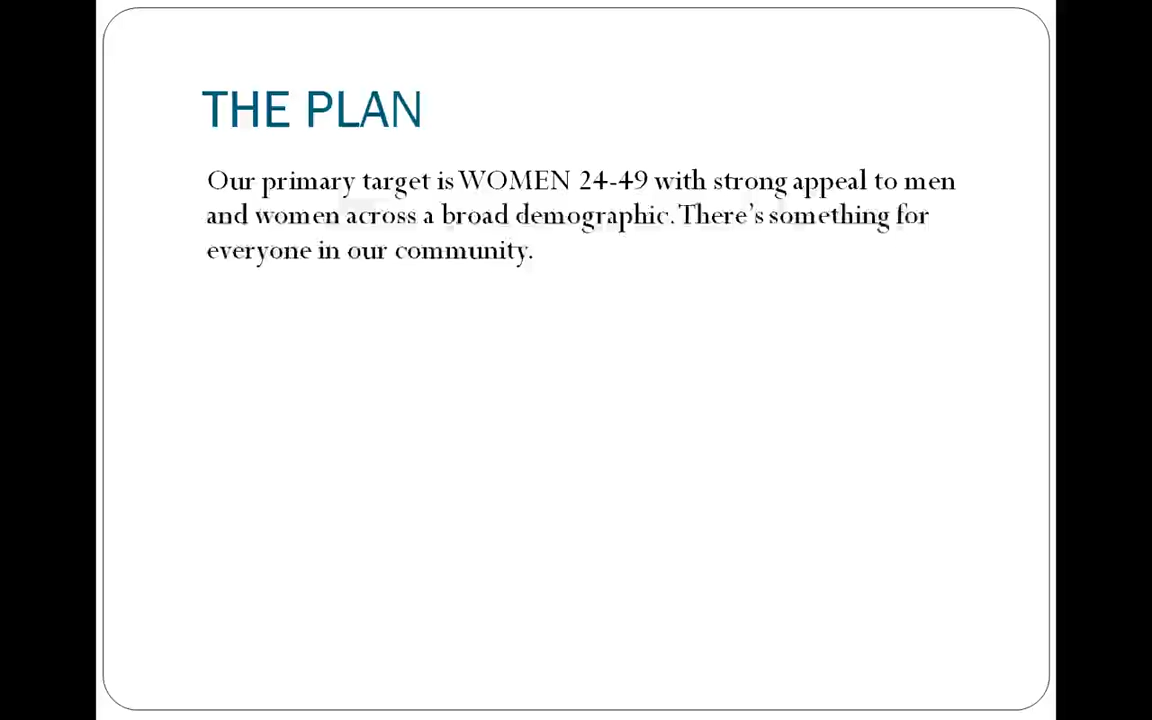 THE PLAN
Our primary target is WOMEN 24-49 with strong appeal to men
and women across a broad demographic. There's something for
everyone in our community.